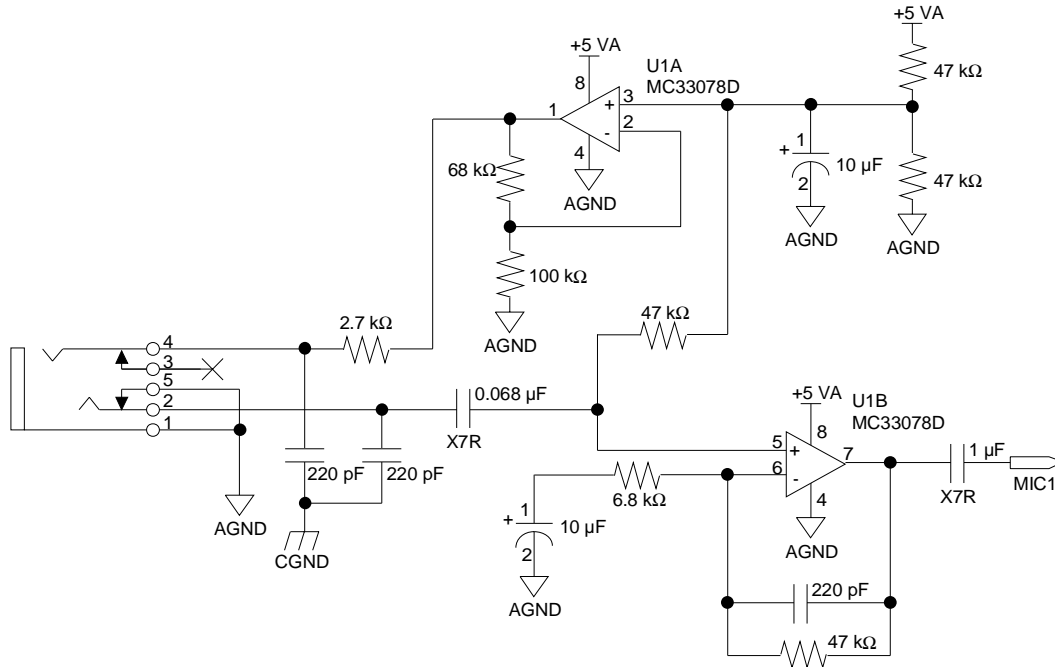 +5 VA
47 kΩ
+5 VA
U1A
MC33078D
8
1
+
3
-
2
4
AGND
68 kΩ
+
1
2
10 µF
47 kΩ
AGND
AGND
100 kΩ
AGND
2.7 kΩ
47 kΩ
4
3
5
2
1
0.068 µF
X7R
220 pF
220 pF
AGND
CGND
+5 VA
U1B
MC33078D
8
5
+
6
-
7
4
AGND
6.8 kΩ
+
1
2
10 µF
AGND
1 µF
X7R
MIC1
220 pF
47 kΩ